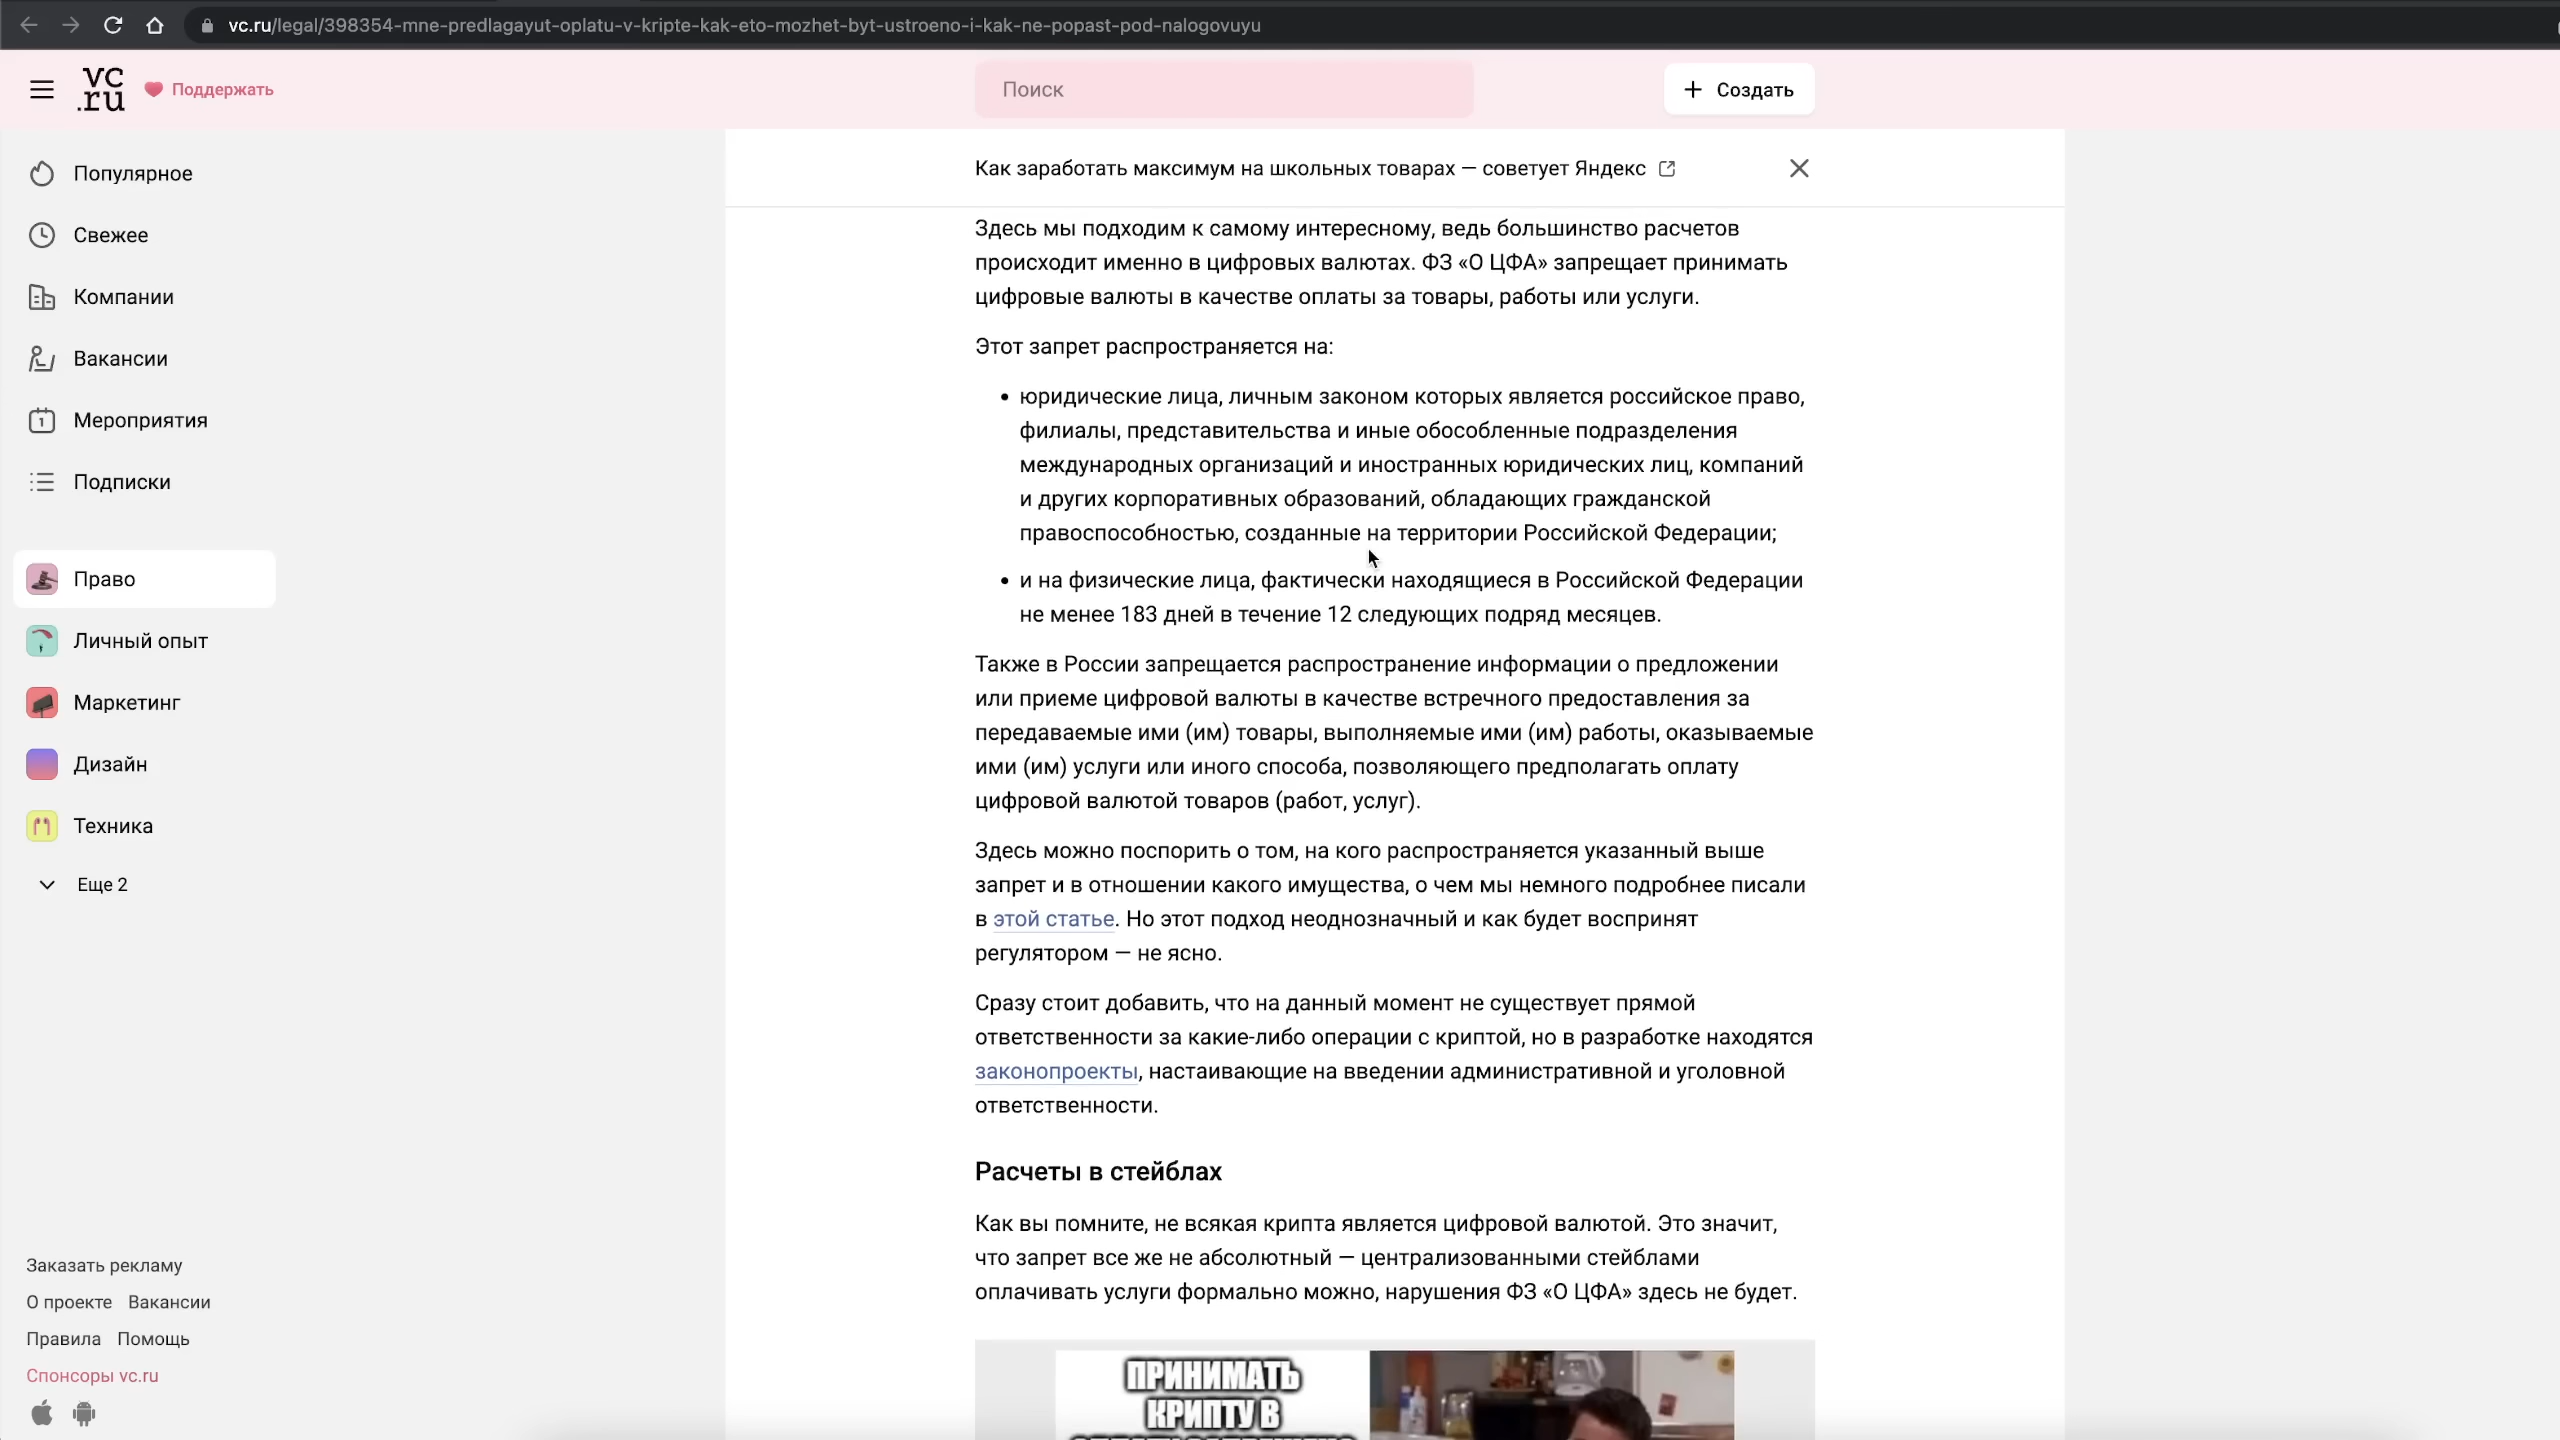 vc.ru/legal/398354-mne-predlagayut-oplatu-v-kripte-kak-eto-mozhet-byt-ustroeno-i-kak-ne-popast-pod-nalogovuyu
vc
.ru
Поддержать
Поиск
Создать
Популярное
Свежее
Компании
Вакансии
1
Мероприятия
Подписки
Право
Личный опыт
Маркетинг
Дизайн
Техника
Еще 2
Заказать рекламу
О проекте Вакансии
Правила Помощь
Спонсоры vc.ru
Как заработать максимум на школьных товарах — советует Яндекс
Здесь мы подходим к самому интересному, ведь большинство расчетов
происходит именно в цифровых валютах. ФЗ «О ЦФА» запрещает принимать
цифровые валюты в качестве оплаты за товары, работы или услуги.
Этот запрет распространяется на:
• юридические лица, личным законом которых является российское право,
филиалы, представительства и иные обособленные подразделения
международных организаций и иностранных юридических лиц, компаний
и других корпоративных образований, обладающих гражданской
правоспособностью, созданные на территории Российской Федерации;
• и на физические лица, фактически находящиеся в Российской Федерации
не менее 183 дней в течение 12 следующих подряд месяцев.
Также в России запрещается распространение информации о предложении
или приеме цифровой валюты в качестве встречного предоставления за
передаваемые ими (им) товары, выполняемые ими (им) работы, оказываемые
ими (им) услуги или иного способа, позволяющего предполагать оплату
цифровой валютой товаров (работ, услуг).
Здесь можно поспорить о том, на кого распространяется указанный выше
запрет и в отношении какого имущества, о чем мы немного подробнее писали
в этой статье. Но этот подход неоднозначный и как будет воспринят
регулятором — не ясно.
Сразу стоит добавить, что на данный момент не существует прямой
ответственности за какие-либо операции с криптой, но в разработке находятся
законопроекты, настаивающие на введении административной и уголовной
ответственности.
Расчеты в стейблах
Как вы помните, не всякая крипта является цифровой валютой. Это значит,
что запрет все же не абсолютный — централизованными стейблами
оплачивать услуги формально можно, нарушения ФЗ «О ЦФА» здесь не будет.
ПРИНИМАТЬ
КРИПТУ В